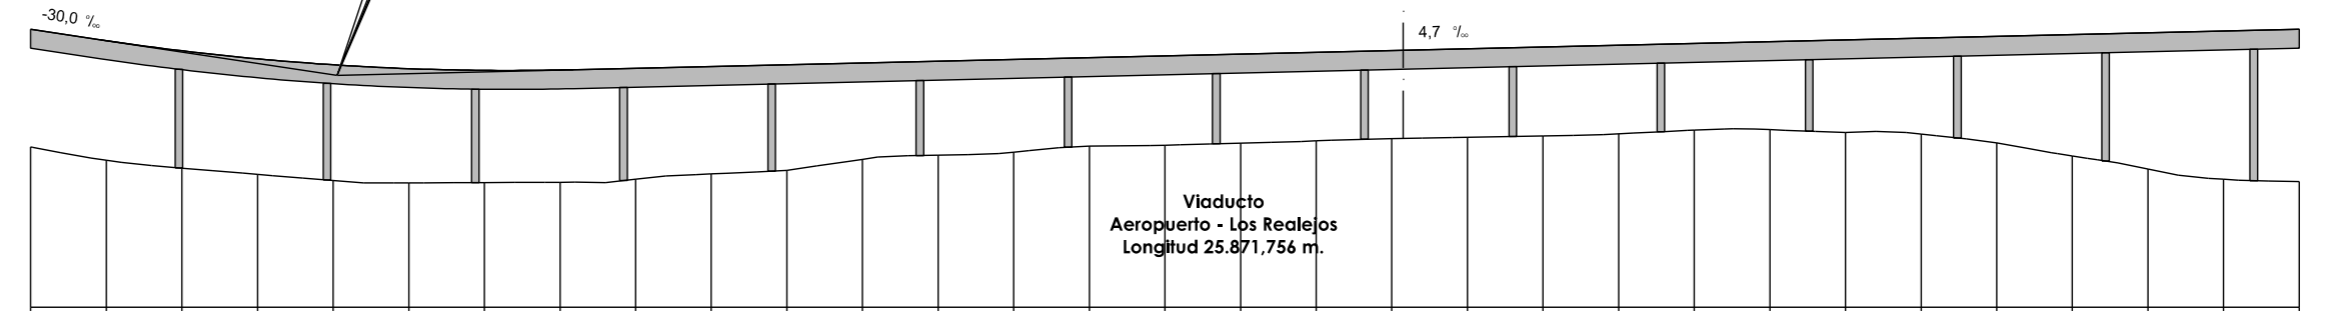 -30,0 ‰
4,7 ‰
Viaducto
Aeropuerto - Los Realejos
Longitud 25.871,756 m.